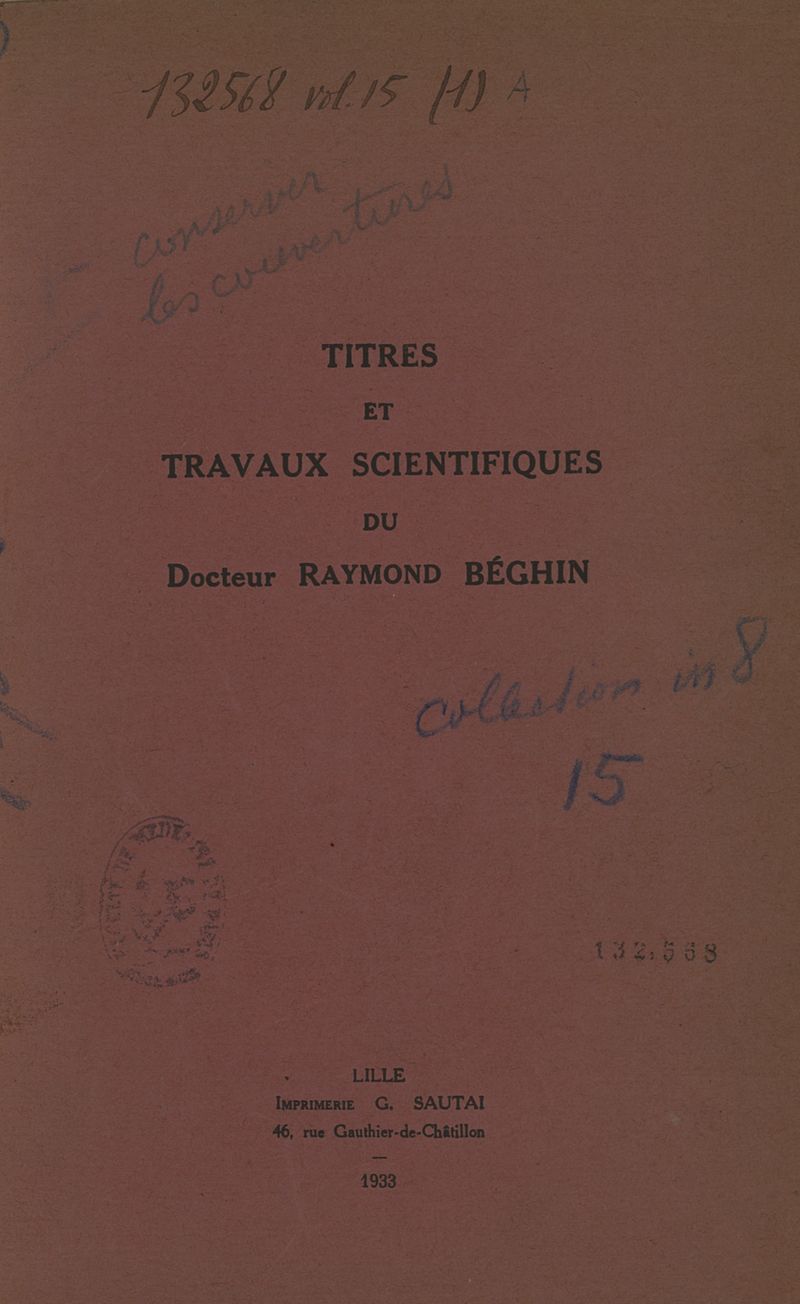 132568 vol. 15 (1) A
conserver
les couvertures
TITRES
ET
TRAVAUX SCIENTIFIQUES
DU
Docteur RAYMOND BÉGHIN
Collection in 8
15
132.568
LILLE
IMPRIMERIE G. SAUTAI
46, rue Gauthier-de-Châtillon
1933